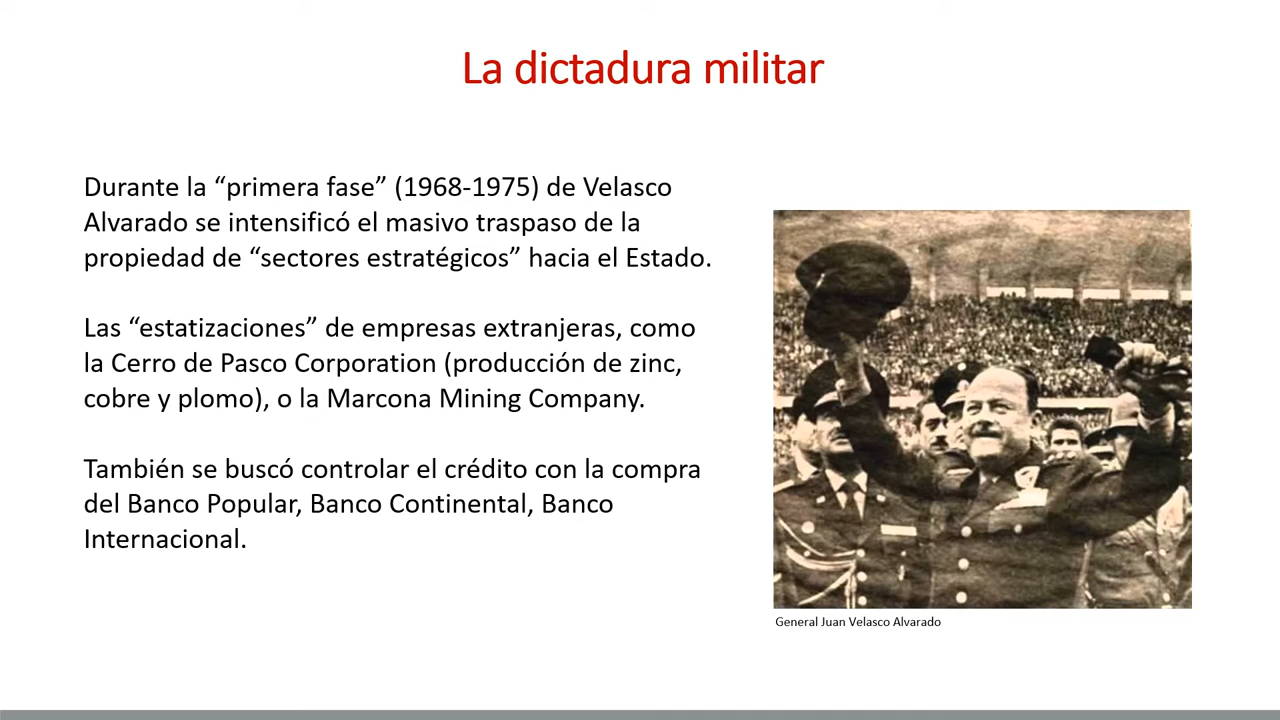 La dictadura militar
Durante la “primera fase” (1968-1975) de Velasco
Alvarado se intensificó el masivo traspaso de la
propiedad de “sectores estratégicos” hacia el Estado.
Las “estatizaciones” de empresas extranjeras, como
la Cerro de Pasco Corporation (producción de zinc,
cobre y plomo), o la Marcona Mining Company.
También se buscó controlar el crédito con la compra
del Banco Popular, Banco Continental, Banco
Internacional.
General Juan Velasco Alvarado